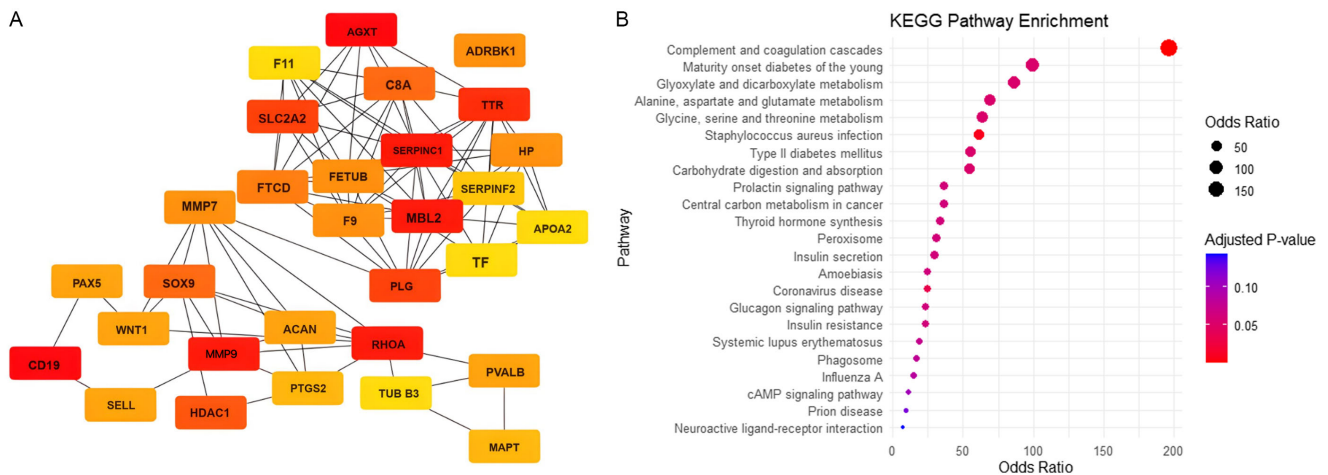 A
AGXT
ADRBK1
F11
C8A
TTR
SLC2A2
SERPINC1
HP
FETUB
FTCD
SERPINF2
MMP7
F9
MBL2
APOA2
TF
PAX5
SOX9
PLG
WNT1
ACAN
RHOA
MMP9
CD19
PVALB
PTGS2
TUB B3
SELL
HDAC1
MAPT
B
KEGG Pathway Enrichment
Pathway
Complement and coagulation cascades
Maturity onset diabetes of the young
Glyoxylate and dicarboxylate metabolism
Alanine, aspartate and glutamate metabolism
Glycine, serine and threonine metabolism
Staphylococcus aureus infection
Type II diabetes mellitus
Carbohydrate digestion and absorption
Prolactin signaling pathway
Central carbon metabolism in cancer
Thyroid hormone synthesis
Peroxisome
Insulin secretion
Amoebiasis
Coronavirus disease
Glucagon signaling pathway
Insulin resistance
Systemic lupus erythematosus
Phagosome
Influenza A
cAMP signaling pathway
Prion disease
Neuroactive ligand-receptor interaction
0 50 100 150 200
Odds Ratio
Odds Ratio
50
100
150
Adjusted P-value
0.10
0.05